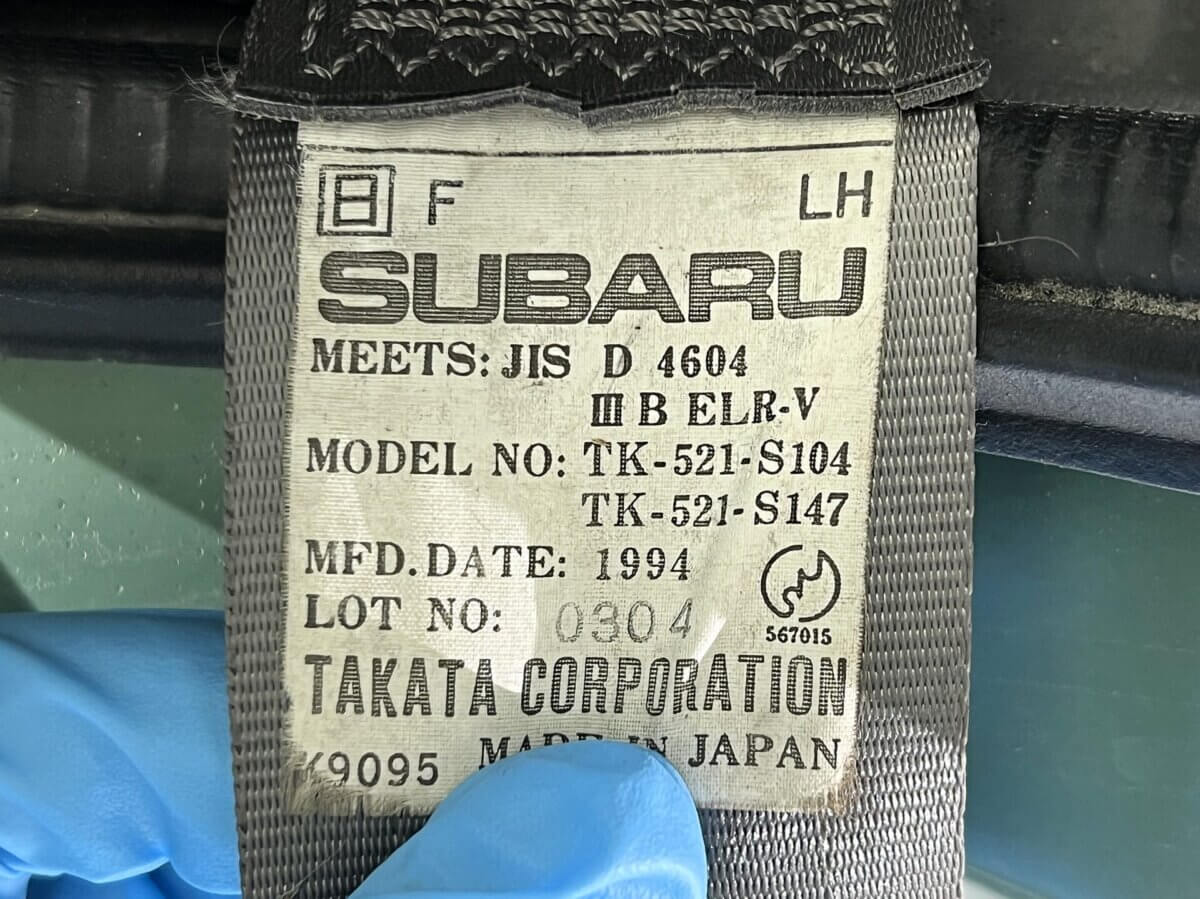 日 F LH
SUBARU
MEETS: JIS D 4604
Ⅲ B ELR-V
MODEL NO: TK-521-S104
TK-521-S147
MFD. DATE: 1994
LOT NO: 0304
567015
TAKATA CORPORATION
K9095 MADE IN JAPAN